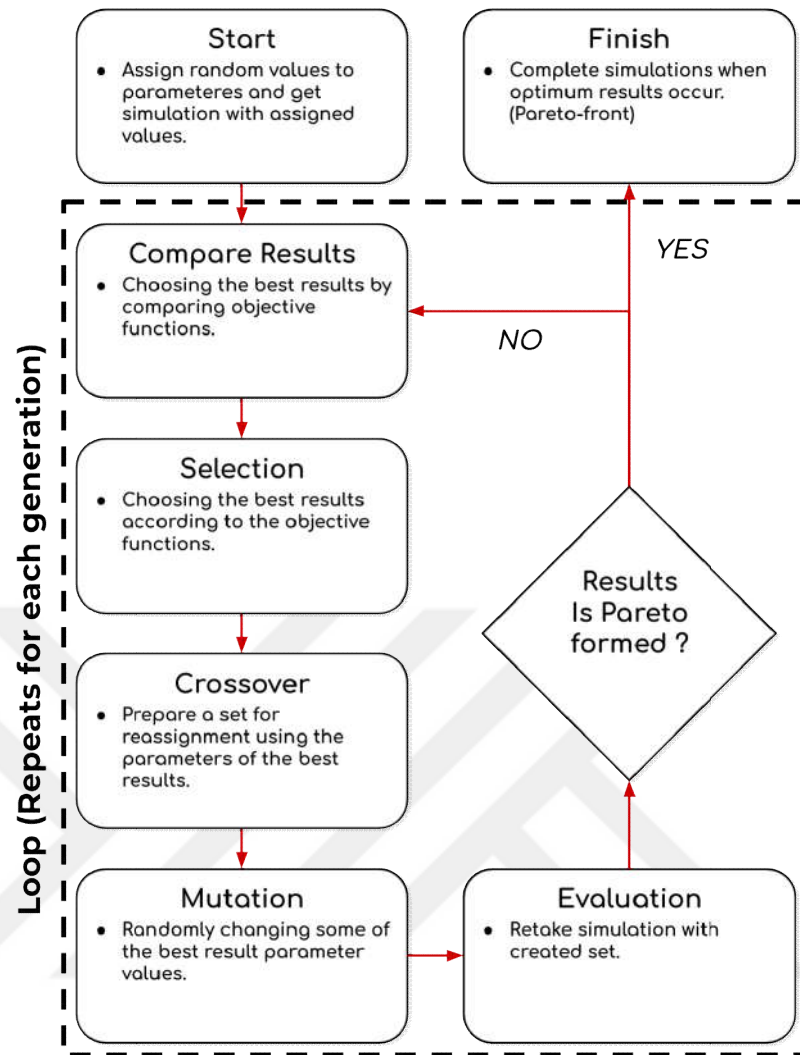 Start
• Assign random values to
parameteres and get
simulation with assigned
values.
Finish
• Complete simulations when
optimum results occur.
(Pareto-front)
Loop (Repeats for each generation)
Compare Results
• Choosing the best results by
comparing objective
functions.
YES
NO
Selection
• Choosing the best results
according to the objective
functions.
Results
Is Pareto
formed ?
Crossover
• Prepare a set for
reassignment using the
parameters of the best
results.
Mutation
• Randomly changing some of
the best result parameter
values.
Evaluation
• Retake simulation with
created set.